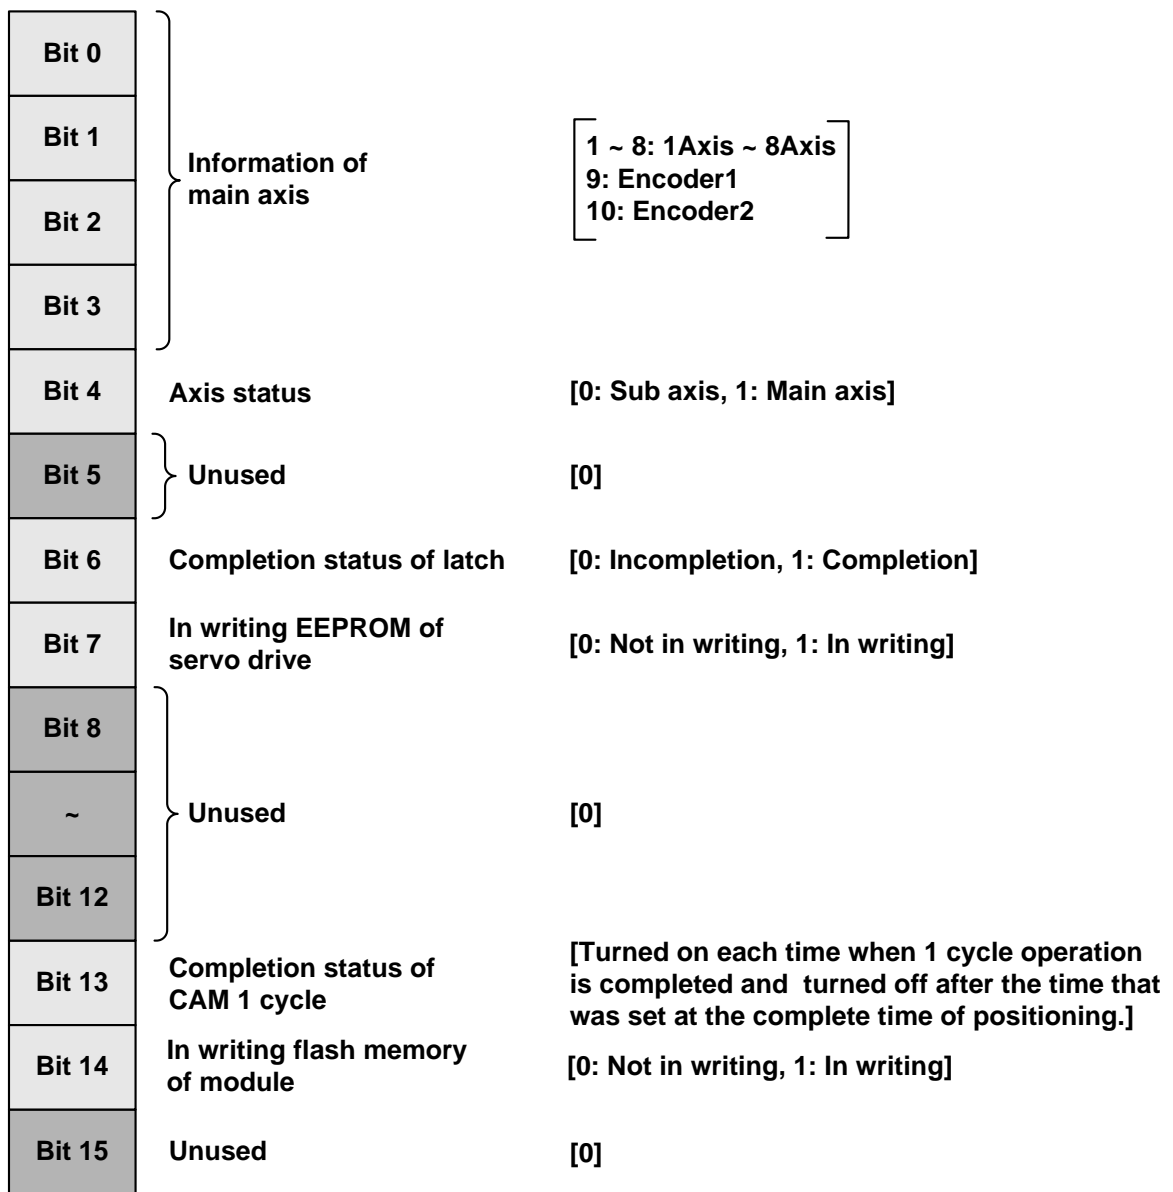 Bit 0
Bit 1
Information of
main axis
1 ~ 8: 1Axis ~ 8Axis
9: Encoder1
10: Encoder2
Bit 2
Bit 3
Bit 4
Axis status
[0: Sub axis, 1: Main axis]
Bit 5
Unused
[0]
Bit 6
Completion status of latch
[0: Incompletion, 1: Completion]
Bit 7
In writing EEPROM of
servo drive
[0: Not in writing, 1: In writing]
Bit 8
~
Unused
[0]
Bit 12
Bit 13
Completion status of
CAM 1 cycle
[Turned on each time when 1 cycle operation
is completed and  turned off after the time that
was set at the complete time of positioning.]
Bit 14
In writing flash memory
of module
[0: Not in writing, 1: In writing]
Bit 15
Unused
[0]